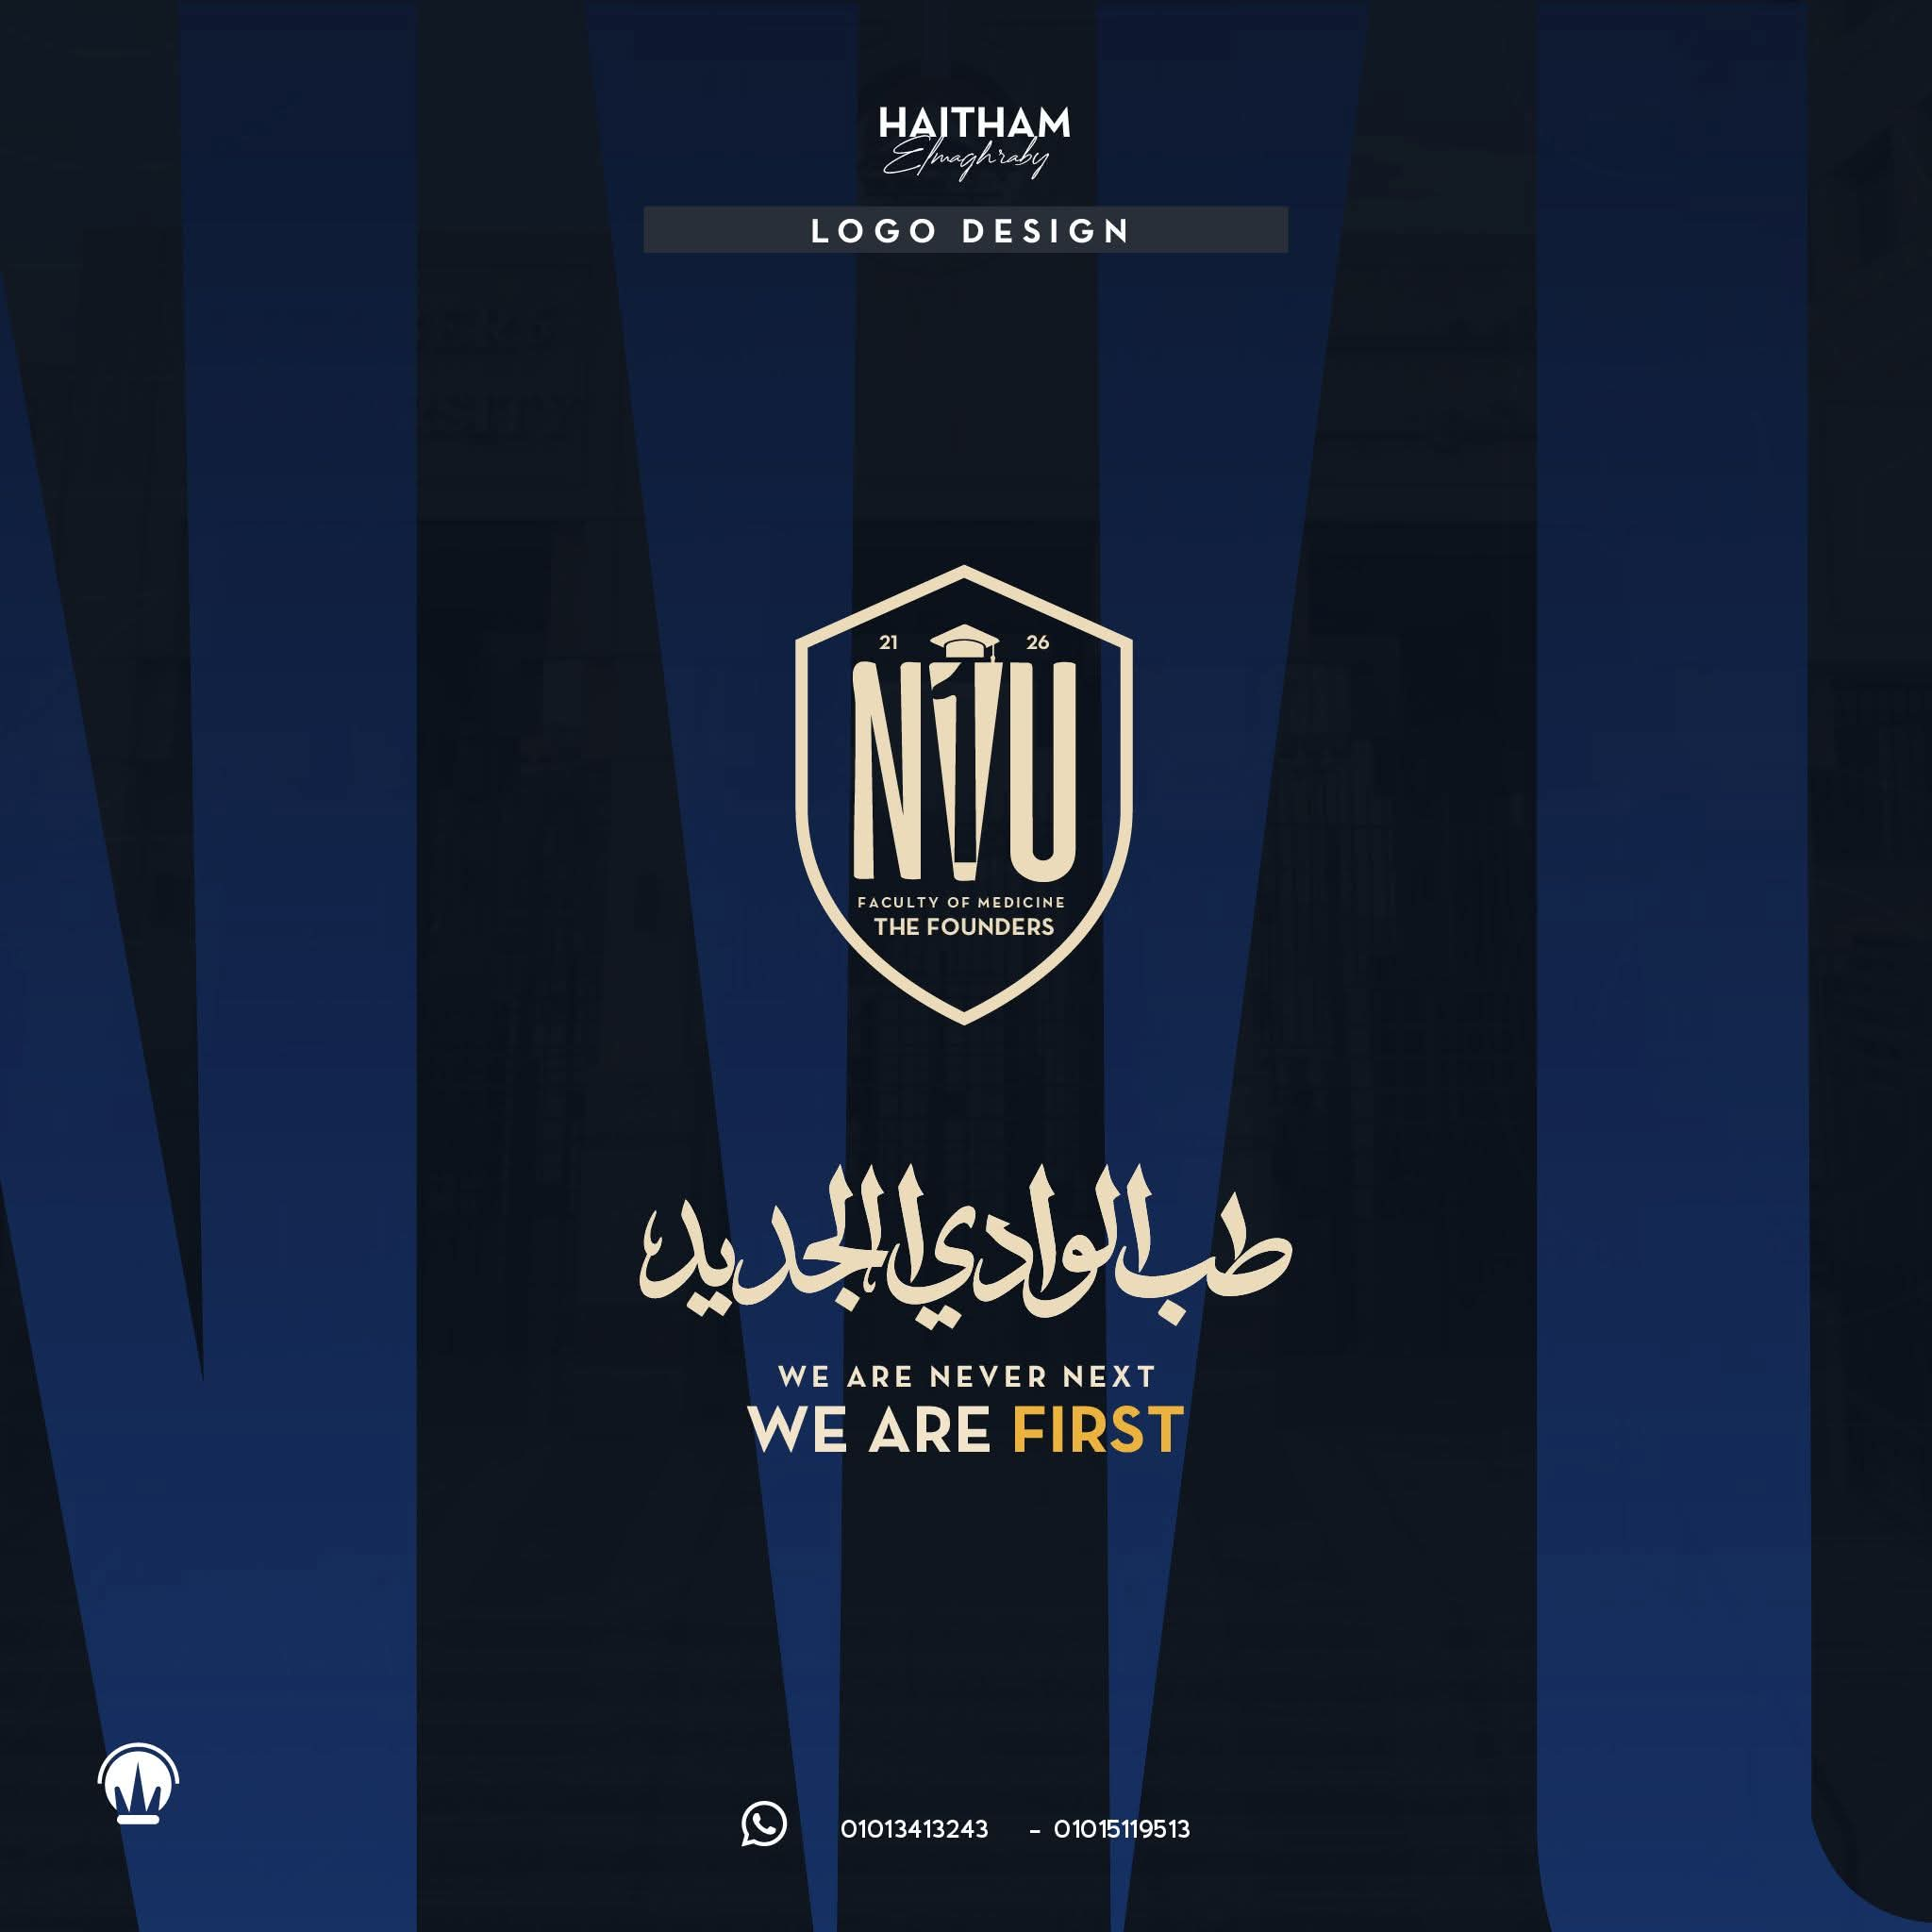 HAITHAM
Elmaghraby
LOGO DESIGN
21 26
NVU
FACULTY OF MEDICINE
THE FOUNDERS
طب الوادي الجديد
WE ARE NEVER NEXT
WE ARE FIRST
01013413243 - 01015119513